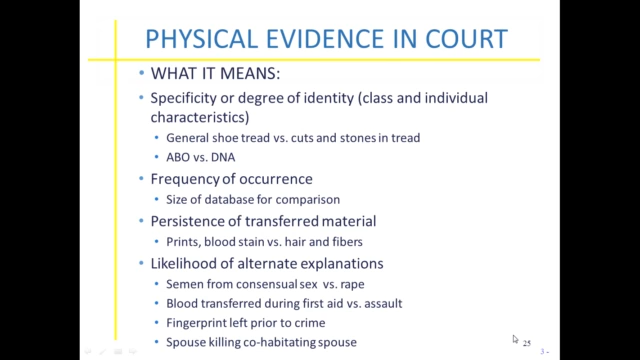 PHYSICAL EVIDENCE IN COURT
• WHAT IT MEANS:
• Specificity or degree of identity (class and individual
characteristics)
• General shoe tread vs. cuts and stones in tread
• ABO vs. DNA
• Frequency of occurrence
• Size of database for comparison
• Persistence of transferred material
• Prints, blood stain vs. hair and fibers
• Likelihood of alternate explanations
• Semen from consensual sex vs. rape
• Blood transferred during first aid vs. assault
• Fingerprint left prior to crime
• Spouse killing co-habitating spouse
25
3 -